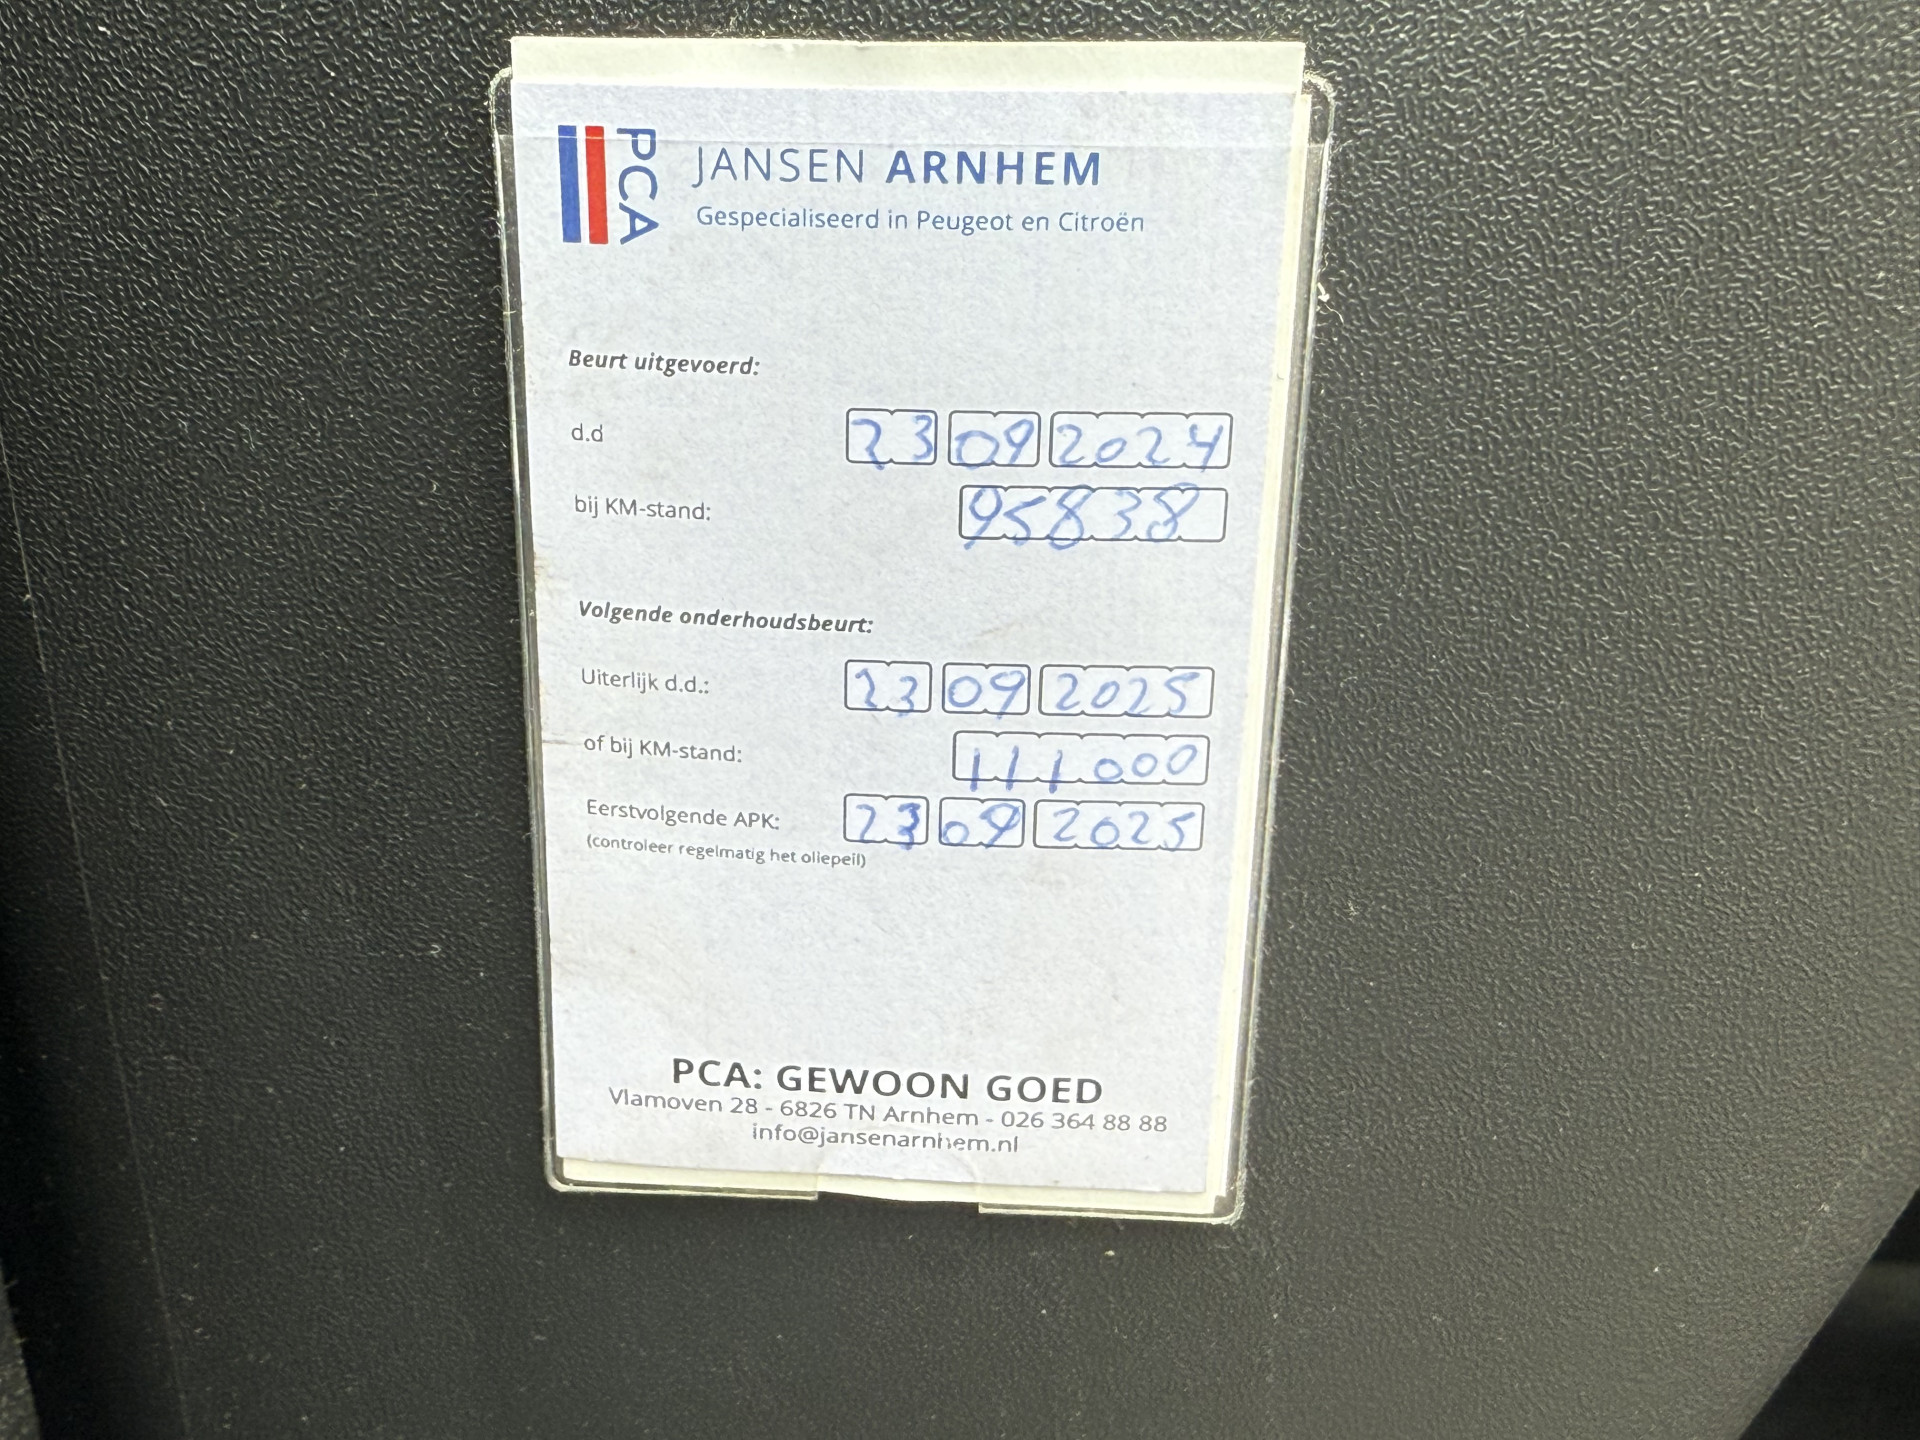 PCA
JANSEN ARNHEM
Gespecialiseerd in Peugeot en Citroën
Beurt uitgevoerd:
d.d 23 09 2024
bij KM-stand: 95838
Volgende onderhoudsbeurt:
Uiterlijk d.d.: 23 09 2025
of bij KM-stand: 111000
Eerstvolgende APK: 23 09 2025
(controleer regelmatig het oliepeil)
PCA: GEWOON GOED
Vlamoven 28 - 6826 TN Arnhem - 026 364 88 88
info@jansenarnhem.nl